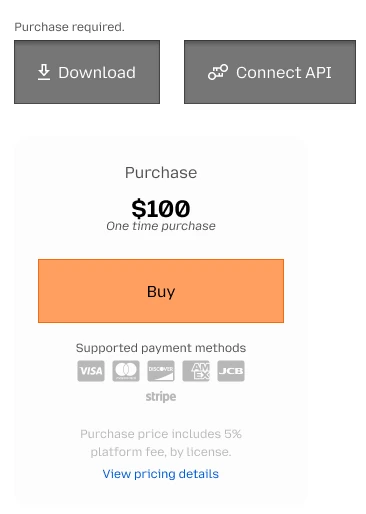 Purchase required.
Download
Connect API
Purchase
$100
One time purchase
Buy
Supported payment methods
VISA
DISCOVER
AM
EX
JCB
stripe
Purchase price includes 5%
platform fee, by license.
View pricing details